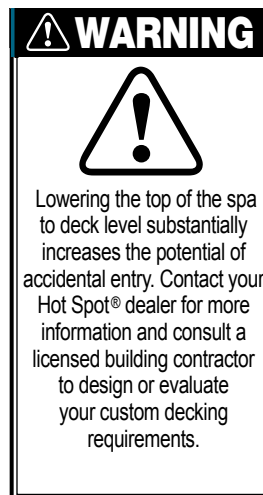 WARNING
Lowering the top of the spa
to deck level substantially
increases the potential of
accidental entry. Contact your
Hot Spot® dealer for more
information and consult a
licensed building contractor
to design or evaluate
your custom decking
requirements.